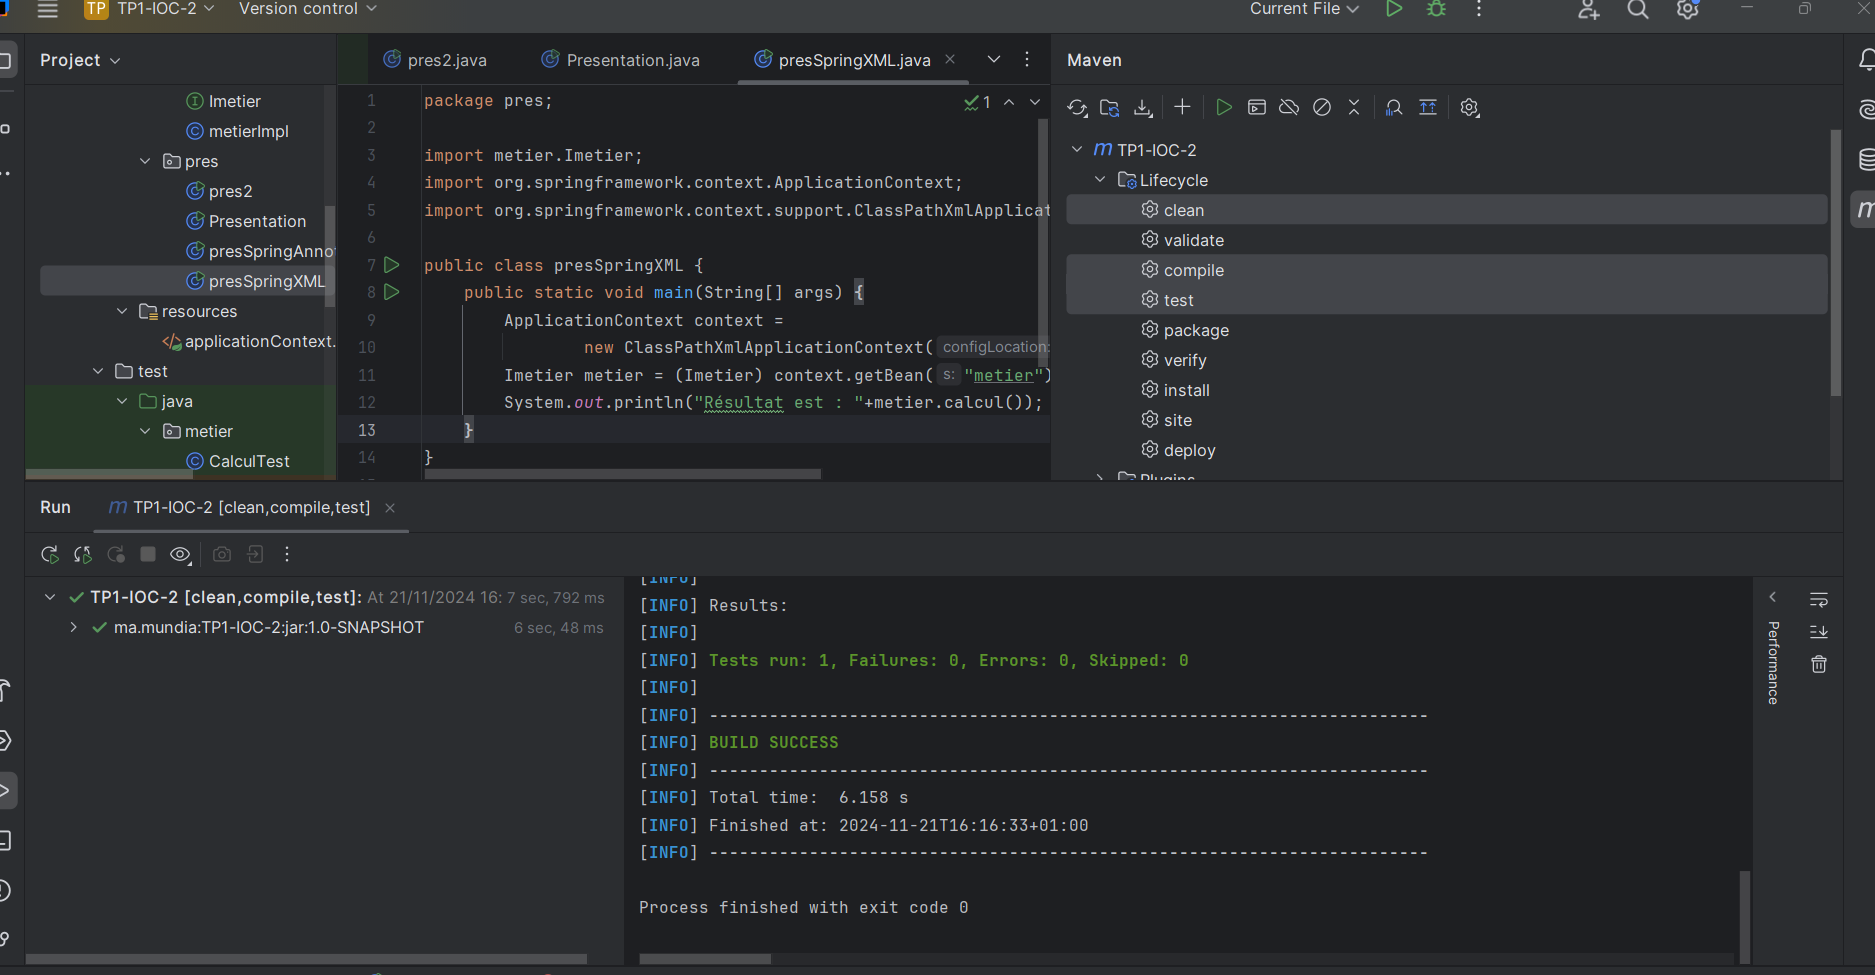 TP TP1-IOC-2 Version control Current File
Project
pres2.java Presentation.java presSpringXML.java
Maven
Imetier
metierImpl
pres
pres2
Presentation
presSpringAnno
presSpringXML
resources
applicationContext.
test
java
metier
CalculTest
1 package pres; 1
2
3 import metier.Imetier;
4 import org.springframework.context.ApplicationContext;
5 import org.springframework.context.support.ClassPathXmlApplicat
6
7 public class presSpringXML {
8 public static void main(String[] args) {
9 ApplicationContext context =
10 new ClassPathXmlApplicationContext( configLocation:
11 Imetier metier = (Imetier) context.getBean( s: "metier")
12 System.out.println("Résultat est : "+metier.calcul());
13 }
14 }
m TP1-IOC-2
Lifecycle
clean
validate
compile
test
package
verify
install
site
deploy
Plugins
Run m TP1-IOC-2 [clean,compile,test]
TP1-IOC-2 [clean,compile,test]: At 21/11/2024 16: 7 sec, 792 ms
ma.mundia:TP1-IOC-2:jar:1.0-SNAPSHOT 6 sec, 48 ms
[INFO]
[INFO] Results:
[INFO]
[INFO] Tests run: 1, Failures: 0, Errors: 0, Skipped: 0
[INFO]
[INFO] ------------------------------------------------------------------------
[INFO] BUILD SUCCESS
[INFO] ------------------------------------------------------------------------
[INFO] Total time:  6.158 s
[INFO] Finished at: 2024-11-21T16:16:33+01:00
[INFO] ------------------------------------------------------------------------
Process finished with exit code 0
Performance